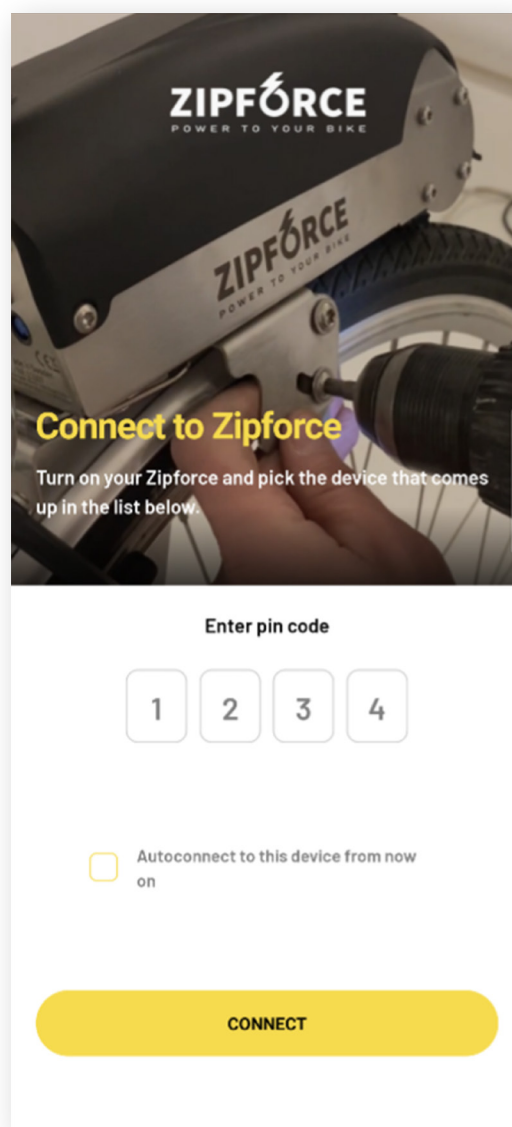 ZIPFORCE
POWER TO YOUR BIKE
ZIPFORCE
POWER TO YOUR BIKE
CE
Connect to Zipforce
Turn on your Zipforce and pick the device that comes
up in the list below.
Enter pin code
1 2 3 4
Autoconnect to this device from now
on
CONNECT